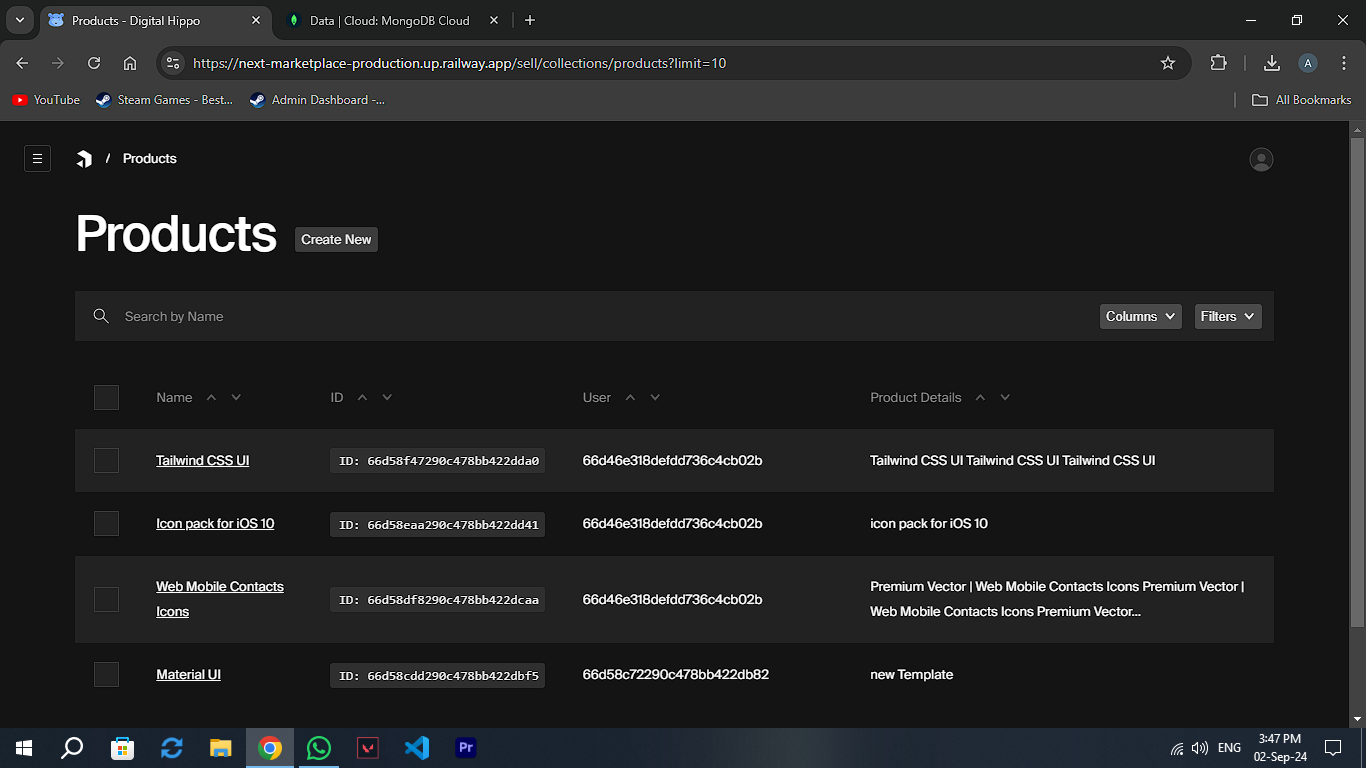 Products - Digital Hippo
Data | Cloud: MongoDB Cloud
https://next-marketplace-production.up.railway.app/sell/collections/products?limit=10
A
YouTube
Steam Games - Best...
Admin Dashboard -...
All Bookmarks
/ Products
Products
Create New
Search by Name
Columns
Filters
Name
ID
User
Product Details
Tailwind CSS UI
ID: 66d58f47290c478bb422dda0
66d46e318defdd736c4cb02b
Tailwind CSS UI Tailwind CSS UI Tailwind CSS UI
Icon pack for iOS 10
ID: 66d58eaa290c478bb422dd41
66d46e318defdd736c4cb02b
icon pack for iOS 10
Web Mobile Contacts
Icons
ID: 66d58df8290c478bb422dcaa
66d46e318defdd736c4cb02b
Premium Vector | Web Mobile Contacts Icons Premium Vector |
Web Mobile Contacts Icons Premium Vector...
Material UI
ID: 66d58cdd290c478bb422dbf5
66d58c72290c478bb422db82
new Template
Pr
ENG
3:47 PM
02-Sep-24